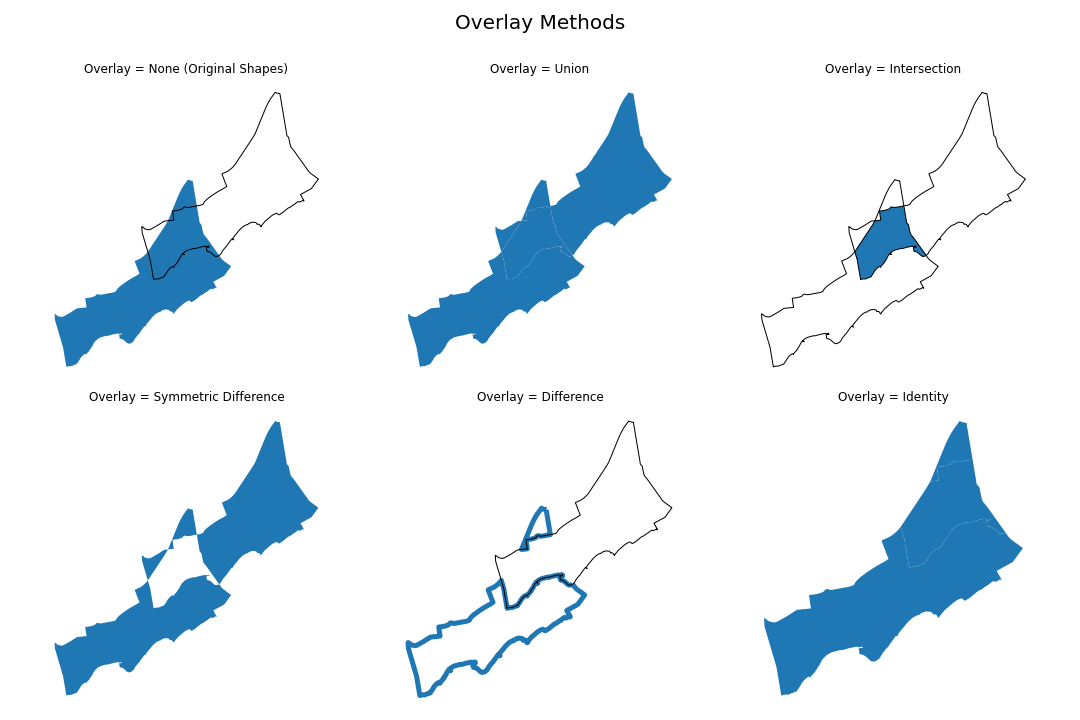 Overlay Methods
Overlay = None (Original Shapes)
Overlay = Union
Overlay = Intersection
Overlay = Symmetric Difference
Overlay = Difference
Overlay = Identity